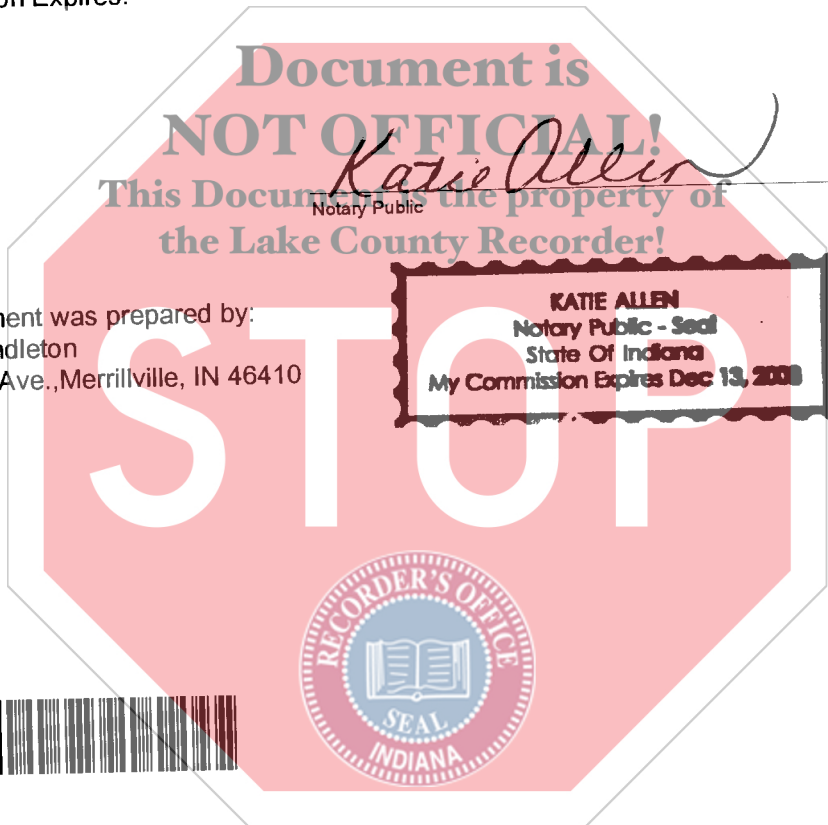 on Expires:
Document is
NOT OFFICIAL!
Katie Allen
This Document is the property of
Notary Public
the Lake County Recorder!
KATIE ALLEN
Notary Public - Seal
State Of Indiana
My Commission Expires Dec 13, 2008
ment was prepared by:
ndleton
Ave.,Merrillville, IN 46410
STOP
RECORDER'S OFFICE
SEAL
INDIANA